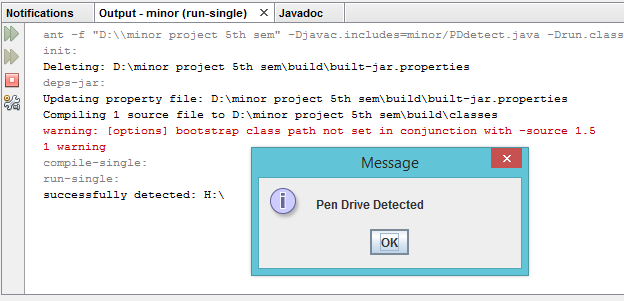 Notifications
Output - minor (run-single)
Javadoc
ant -f "D:\\minor project 5th sem" -Djavac.includes=minor/PDdetect.java -Drun.class
init:
Deleting: D:\minor project 5th sem\build\built-jar.properties
deps-jar:
Updating property file: D:\minor project 5th sem\build\built-jar.properties
Compiling 1 source file to D:\minor project 5th sem\build\classes
warning: [options] bootstrap class path not set in conjunction with -source 1.5
1 warning
compile-single:
run-single:
successfully detected: H:\
Message
Pen Drive Detected
OK